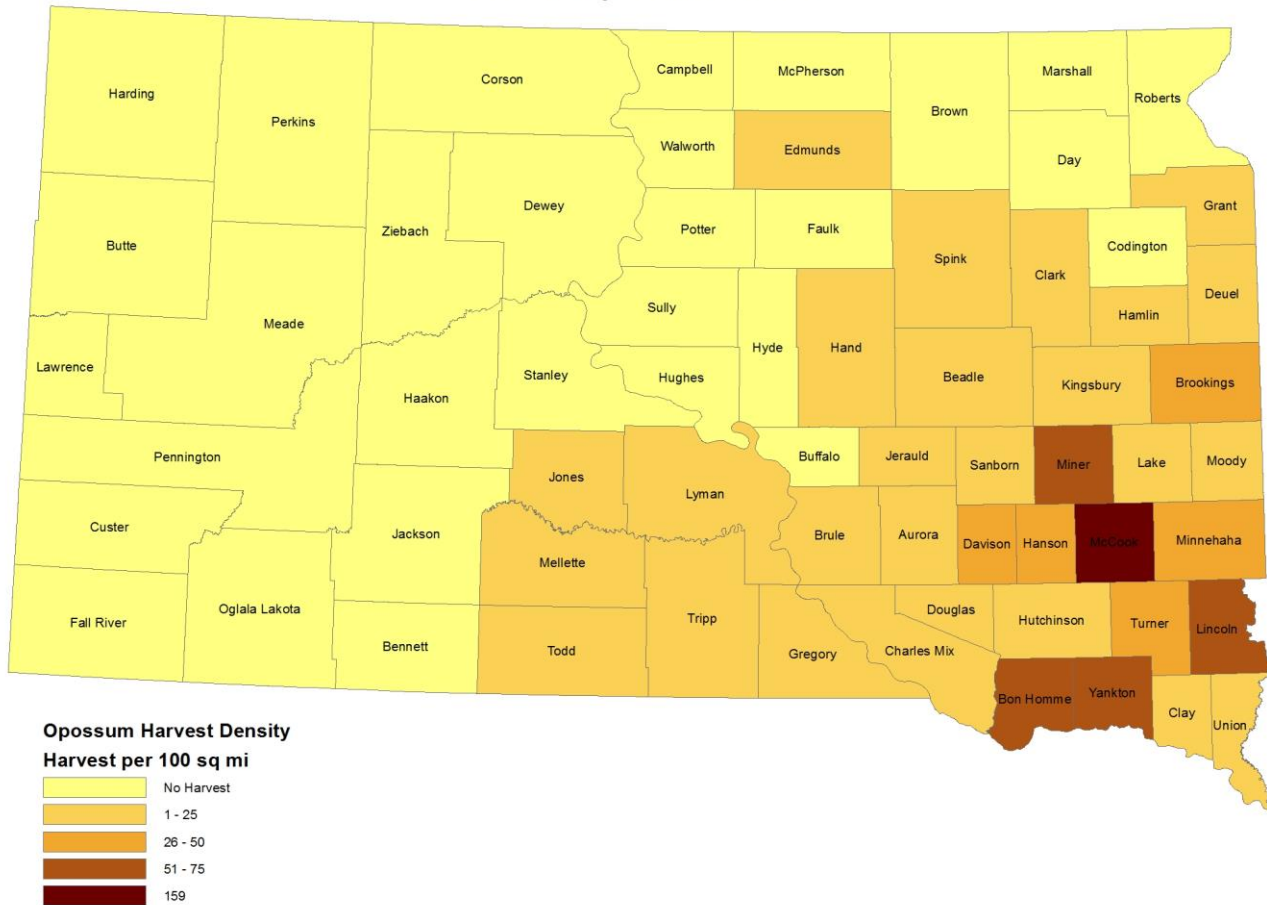 Campbell
McPherson
Marshall
Corson
Roberts
Harding
Brown
Perkins
Walworth
Edmunds
Day
Dewey
Grant
Ziebach
Potter
Faulk
Butte
Codington
Spink
Clark
Deuel
Sully
Hamlin
Meade
Hyde
Hand
Lawrence
Stanley
Hughes
Beadle
Kingsbury
Brookings
Haakon
Pennington
Buffalo
Jerauld
Sanborn
Miner
Lake
Moody
Jones
Lyman
Custer
Jackson
Brule
Aurora
Davison
Hanson
McCook
Minnehaha
Mellette
Oglala Lakota
Douglas
Fall River
Tripp
Hutchinson
Turner
Lincoln
Bennett
Todd
Gregory
Charles Mix
Bon Homme
Yankton
Clay
Union
Opossum Harvest Density
Harvest per 100 sq mi
No Harvest
1 - 25
26 - 50
51 - 75
159